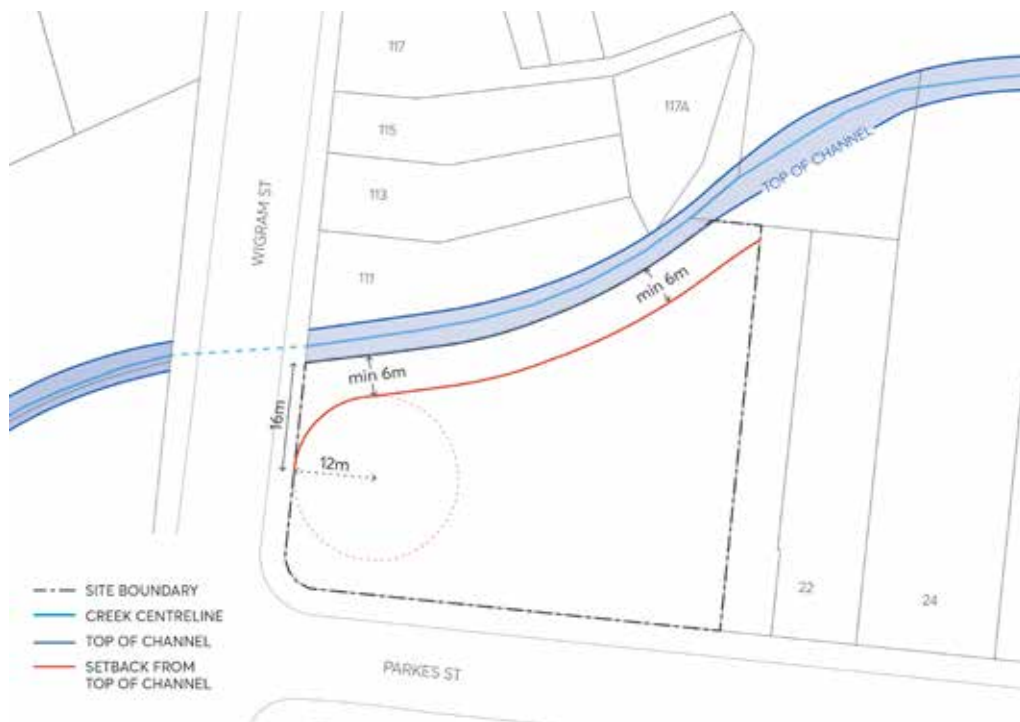 117
117A
115
WIGRAM ST
113
TOP OF CHANNEL
111
min 6m
min 6m
16m
12m
SITE BOUNDARY
CREEK CENTRELINE
TOP OF CHANNEL
SETBACK FROM
TOP OF CHANNEL
22
24
PARKES ST